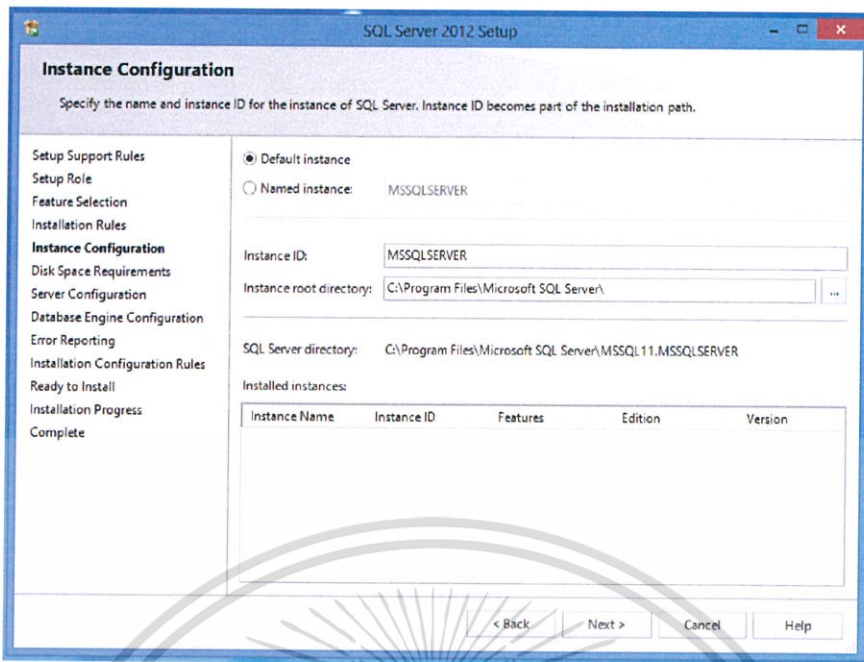 SQL Server 2012 Setup
Instance Configuration
Specify the name and instance ID for the instance of SQL Server. Instance ID becomes part of the installation path.
Setup Support Rules
Setup Role
Feature Selection
Installation Rules
Instance Configuration
Disk Space Requirements
Server Configuration
Database Engine Configuration
Error Reporting
Installation Configuration Rules
Ready to Install
Installation Progress
Complete
Default instance
Named instance: MSSQLSERVER
Instance ID: MSSQLSERVER
Instance root directory: C:\Program Files\Microsoft SQL Server\ ...
SQL Server directory: C:\Program Files\Microsoft SQL Server\MSSQL11.MSSQLSERVER
Installed instances:
Instance Name Instance ID Features Edition Version
< Back Next > Cancel Help